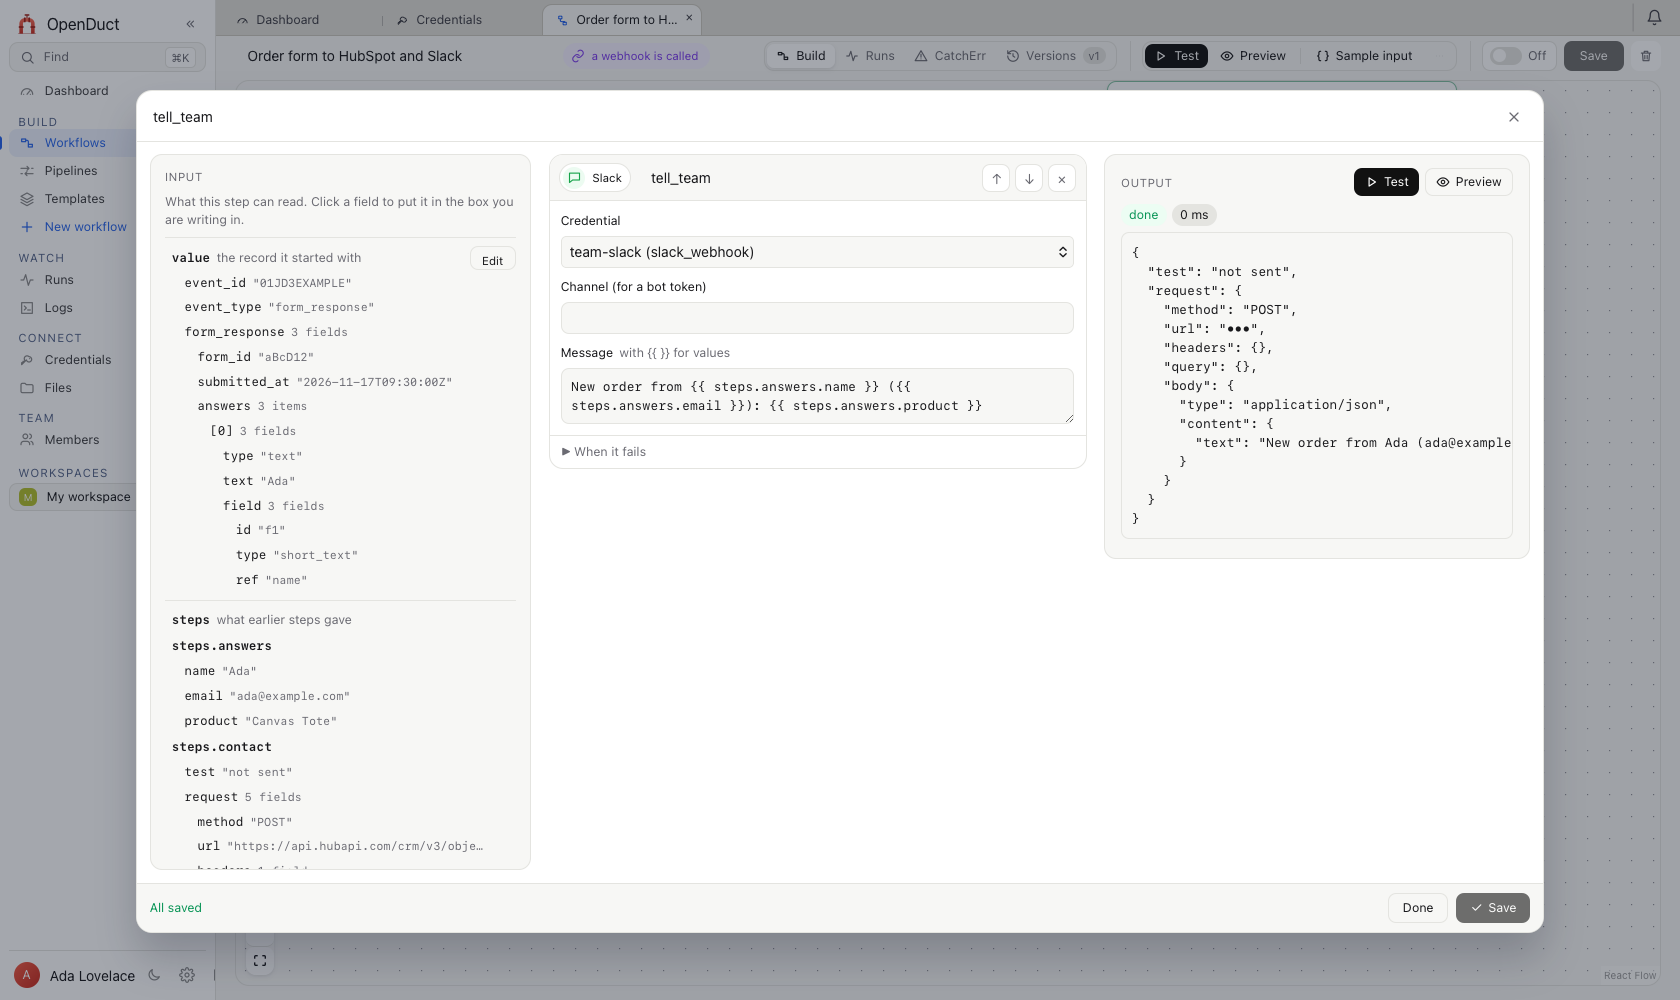 OpenDuct
Dashboard
Credentials
Order form to H...
Find
⌘K
Order form to HubSpot and Slack
a webhook is called
Build
Runs
CatchErr
Versions
v1
Test
Preview
{ } Sample input
Off
Save
Dashboard
BUILD
Workflows
Pipelines
Templates
New workflow
WATCH
Runs
Logs
CONNECT
Credentials
Files
TEAM
Members
WORKSPACES
M My workspace
A Ada Lovelace
tell_team
INPUT
What this step can read. Click a field to put it in the box you
are writing in.
value the record it started with
Edit
event_id "01JD3EXAMPLE"
event_type "form_response"
form_response 3 fields
form_id "aBcD12"
submitted_at "2026-11-17T09:30:00Z"
answers 3 items
[0] 3 fields
type "text"
text "Ada"
field 3 fields
id "f1"
type "short_text"
ref "name"
steps what earlier steps gave
steps.answers
name "Ada"
email "ada@example.com"
product "Canvas Tote"
steps.contact
test "not sent"
request 5 fields
method "POST"
url "https://api.hubapi.com/crm/v3/obje…
Slack
tell_team
Credential
team-slack (slack_webhook)
Channel (for a bot token)
Message with {{ }} for values
New order from {{ steps.answers.name }} ({{
steps.answers.email }}): {{ steps.answers.product }}
When it fails
OUTPUT
Test
Preview
done
0 ms
{
"test": "not sent",
"request": {
"method": "POST",
"url": "●●●",
"headers": {},
"query": {},
"body": {
"type": "application/json",
"content": {
"text": "New order from Ada (ada@example
}
}
}
}
All saved
Done
Save
React Flow